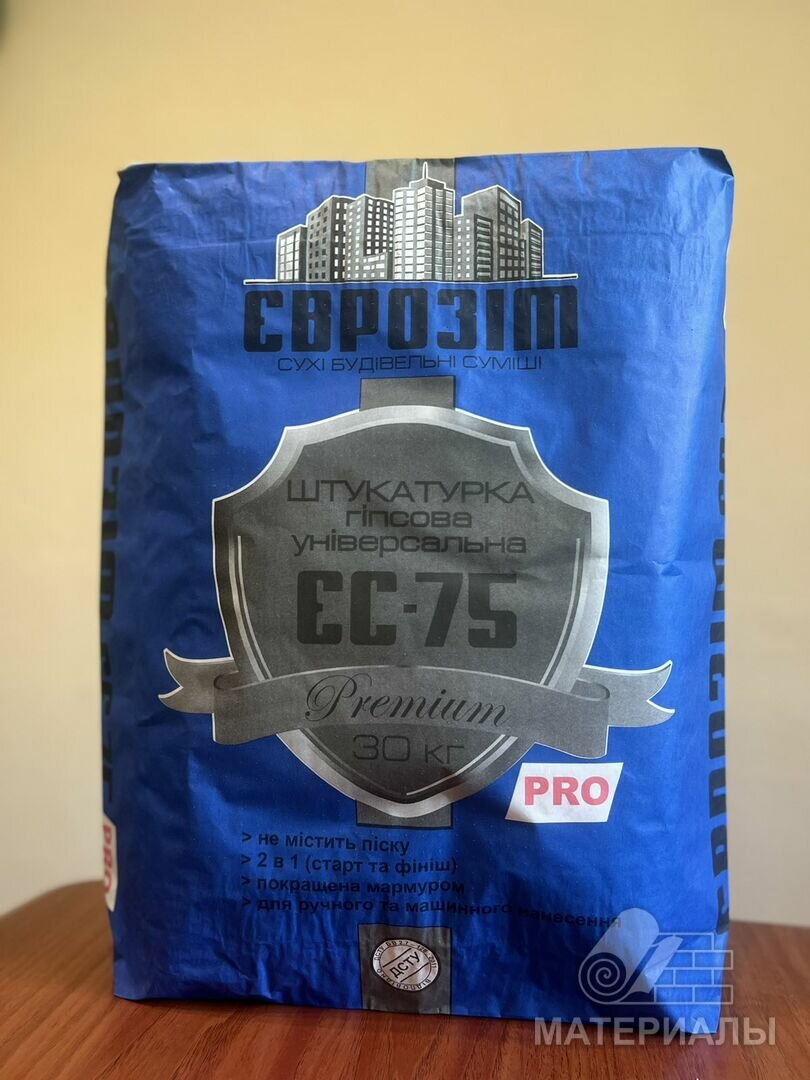 ЄВРОЗІТ
СУХІ БУДІВЕЛЬНІ СУМІШІ
ШТУКАТУРКА
гіпсова
універсальна
ЄС-75
Premium
30 кг
PRO
> не містить піску
> 2 в 1 (старт та фініш)
> покращена мармуром
> для ручного та машинного нанесення
ДСТУ
PRO
МАТЕРИАЛЫ